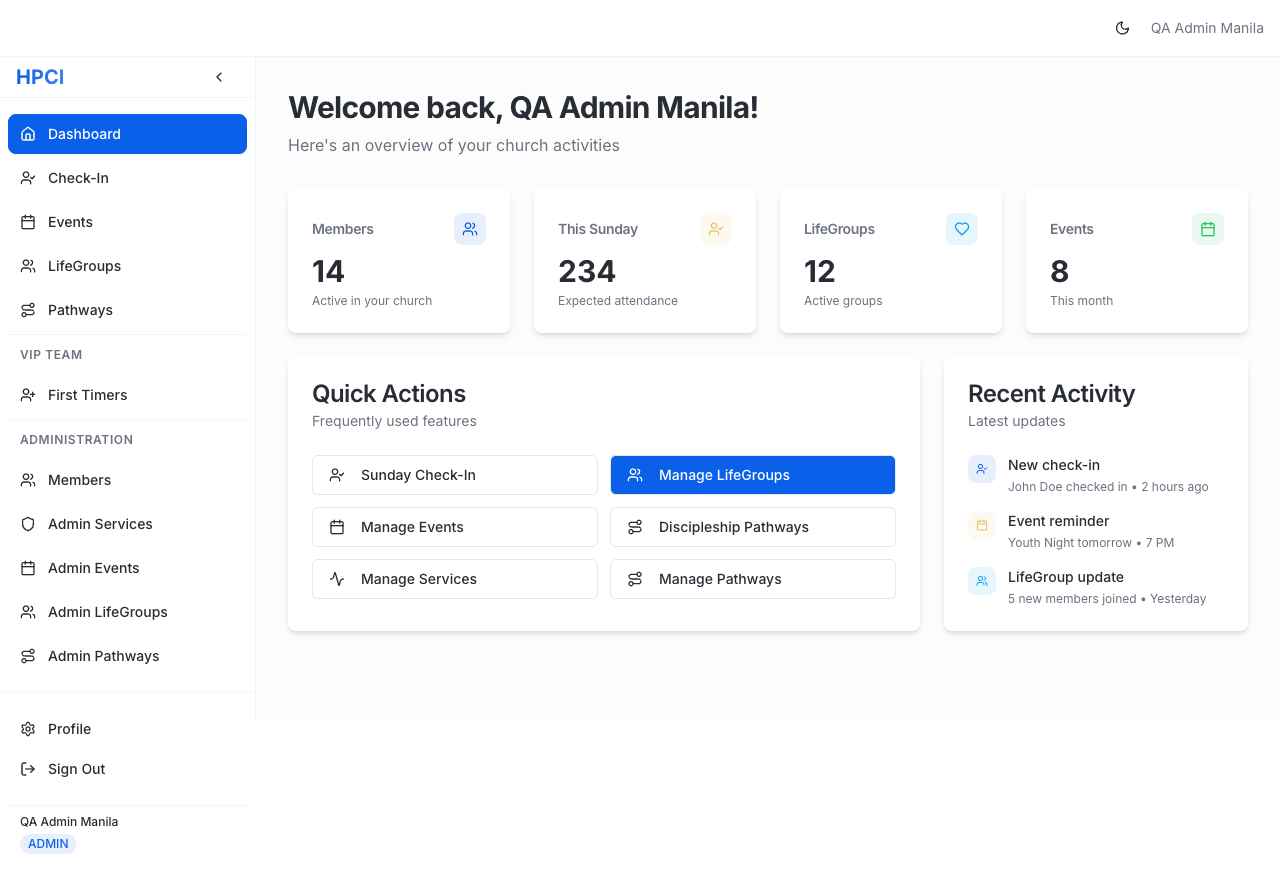 QA Admin Manila
HPCI
Dashboard
Check-In
Events
LifeGroups
Pathways
VIP TEAM
First Timers
ADMINISTRATION
Members
Admin Services
Admin Events
Admin LifeGroups
Admin Pathways
Profile
Sign Out
QA Admin Manila
ADMIN
Welcome back, QA Admin Manila!
Here's an overview of your church activities
Members
14
Active in your church
This Sunday
234
Expected attendance
LifeGroups
12
Active groups
Events
8
This month
Quick Actions
Frequently used features
Sunday Check-In
Manage LifeGroups
Manage Events
Discipleship Pathways
Manage Services
Manage Pathways
Recent Activity
Latest updates
New check-in
John Doe checked in • 2 hours ago
Event reminder
Youth Night tomorrow • 7 PM
LifeGroup update
5 new members joined • Yesterday